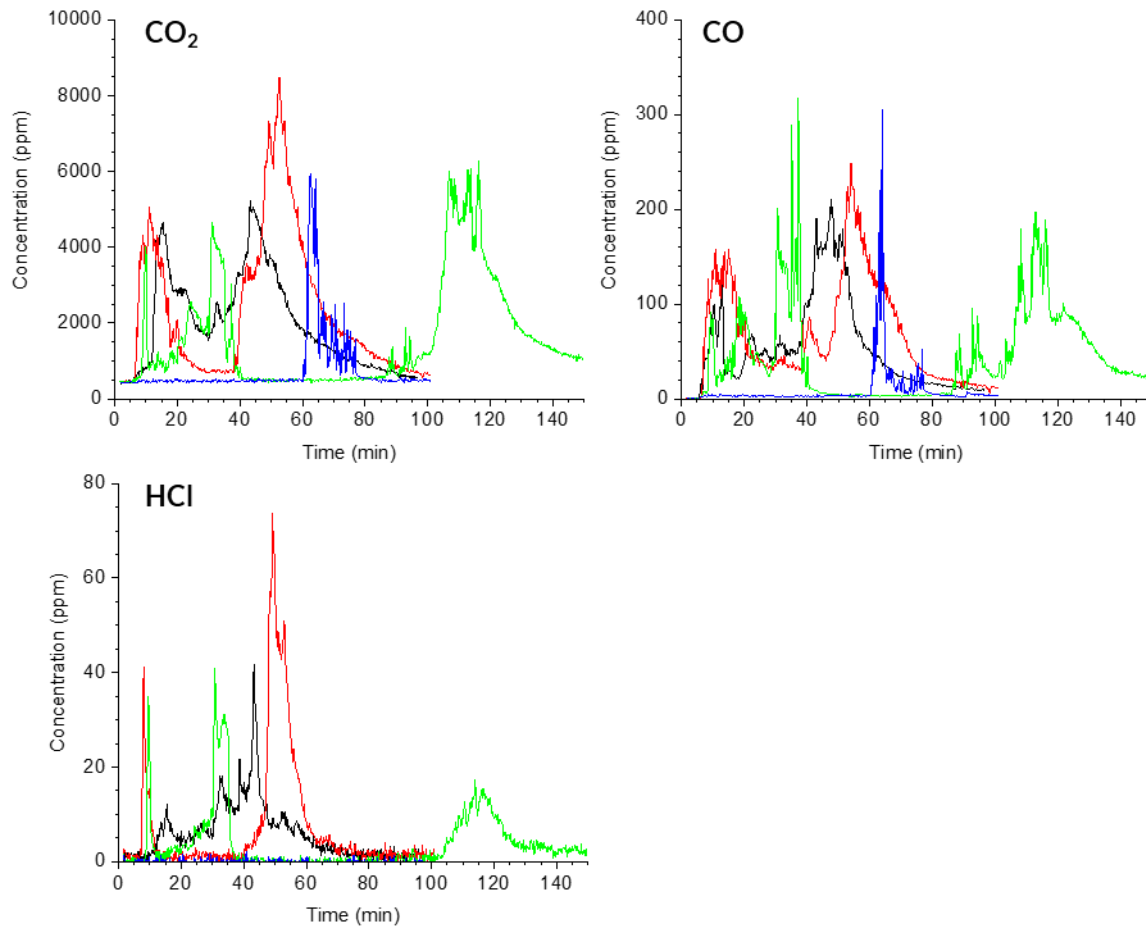 CO₂
Concentration (ppm)
10000
8000
6000
4000
2000
0
0 20 40 60 80 100 120 140
Time (min)
CO
Concentration (ppm)
400
300
200
100
0
0 20 40 60 80 100 120 140
Time (min)
HCl
Concentration (ppm)
80
60
40
20
0
0 20 40 60 80 100 120 140
Time (min)